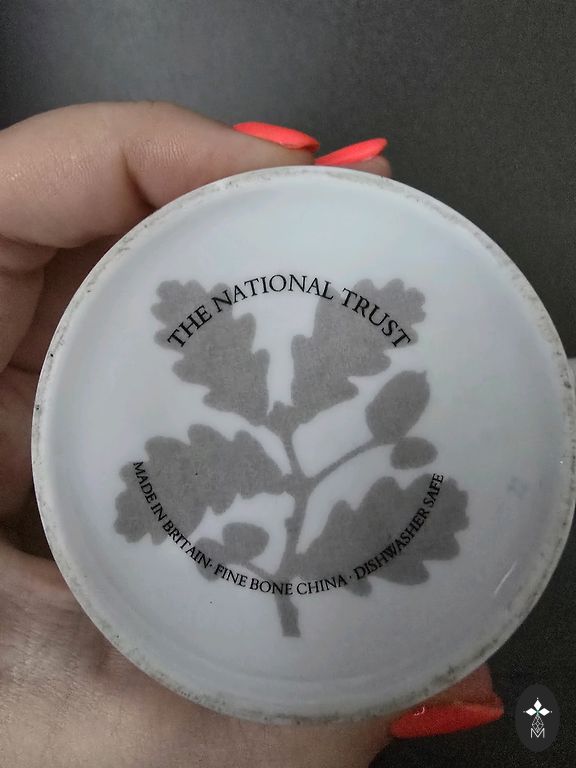 THE NATIONAL TRUST
MADE IN BRITAIN · FINE BONE CHINA · DISHWASHER SAFE
M